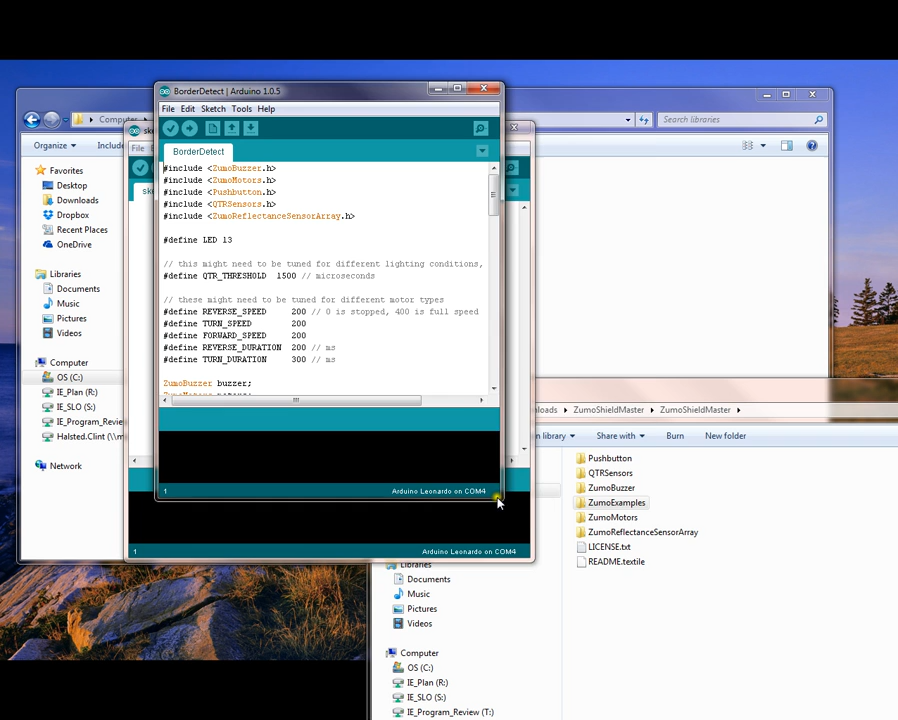 BorderDetect | Arduino 1.0.5
File Edit Sketch Tools Help
BorderDetect
#include <ZumoBuzzer.h>
#include <ZumoMotors.h>
#include <Pushbutton.h>
#include <QTRSensors.h>
#include <ZumoReflectanceSensorArray.h>
#define LED 13
// this might need to be tuned for different lighting conditions,
#define QTR_THRESHOLD 1500 // microseconds
// these might need to be tuned for different motor types
#define REVERSE_SPEED 200 // 0 is stopped, 400 is full speed
#define TURN_SPEED 200
#define FORWARD_SPEED 200
#define REVERSE_DURATION 200 // ms
#define TURN_DURATION 300 // ms
ZumoBuzzer buzzer;
1
Arduino Leonardo on COM4
File
1
Arduino Leonardo on COM4
Search libraries
Organize
Favorites
Desktop
Downloads
Dropbox
Recent Places
OneDrive
Libraries
Documents
Music
Pictures
Videos
Computer
OS (C:)
IE_Plan (R:)
IE_SLO (S:)
Network
ZumoShieldMaster
ZumoShieldMaster
Share with
Burn
New folder
Pushbutton
QTRSensors
ZumoBuzzer
ZumoExamples
ZumoMotors
ZumoReflectanceSensorArray
LICENSE.txt
README.textile
Libraries
Documents
Music
Pictures
Videos
Computer
OS (C:)
IE_Plan (R:)
IE_SLO (S:)
IE_Program_Review (T:)